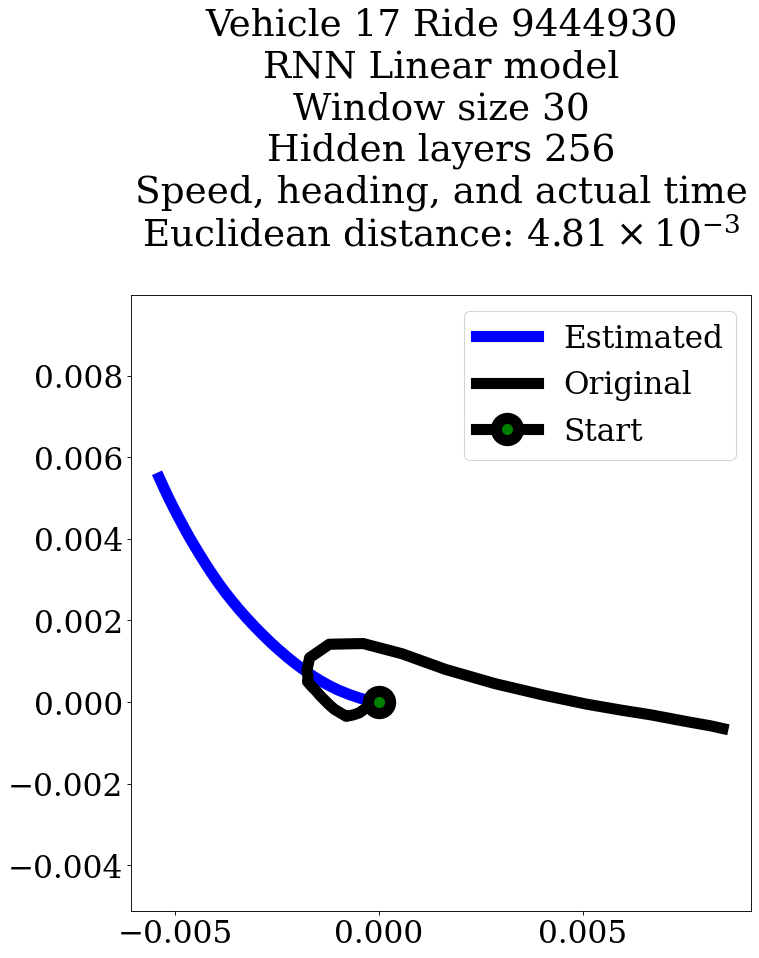 Vehicle 17 Ride 9444930
RNN Linear model
Window size 30
Hidden layers 256
Speed, heading, and actual time
Euclidean distance: 4.81 × 10⁻³
Estimated
Original
Start
0.008
0.006
0.004
0.002
0.000
−0.002
−0.004
−0.005 0.000 0.005